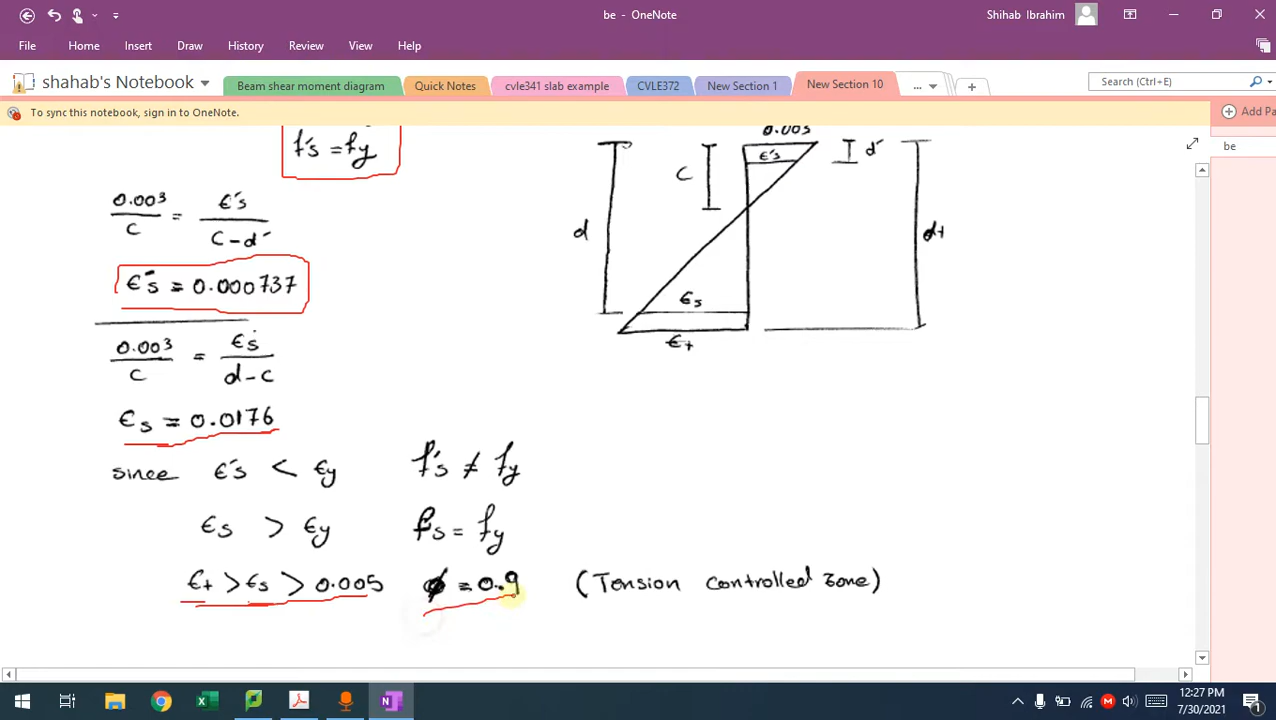 be - OneNote
Shihab Ibrahim
File Home Insert Draw History Review View Help
shahab's Notebook
Beam shear moment diagram
Quick Notes
cvle341 slab example
CVLE372
New Section 1
New Section 10
...
Search (Ctrl+E)
To sync this notebook, sign in to OneNote.
Add Pa
be
f's = fy
0.003
ϵ's
d'
C
d
dt
ϵs
ϵt
0.003/C = ϵ's/(C-d')
ϵ's = 0.000737
0.003/C = ϵs/(d-C)
ϵs = 0.0176
since ϵ's < ϵy f's ≠ fy
ϵs > ϵy fs = fy
ϵt > ϵs > 0.005 ϕ = 0.9 (Tension controlled zone)
12:27 PM
7/30/2021